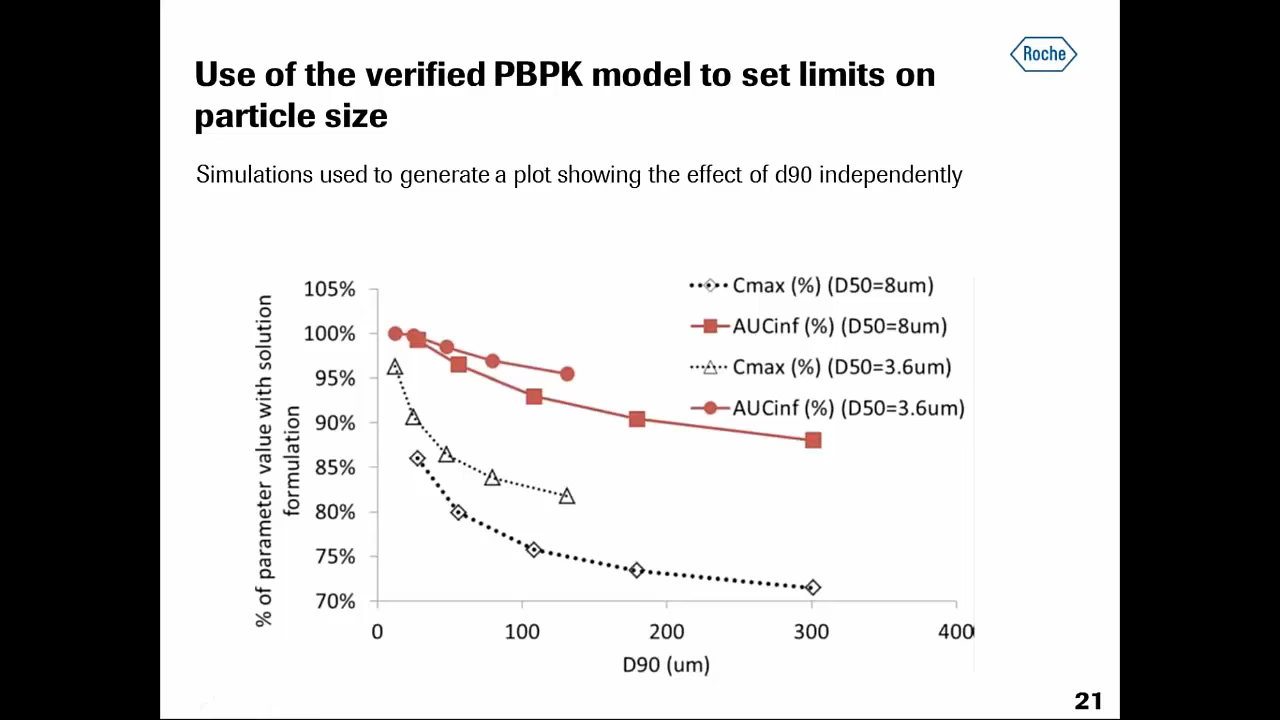 Roche
Use of the verified PBPK model to set limits on
particle size
Simulations used to generate a plot showing the effect of d90 independently
% of parameter value with solution
formulation
105%
100%
95%
90%
85%
80%
75%
70%
0
100
200
300
400
D90 (um)
Cmax (%) (D50=8um)
AUCinf (%) (D50=8um)
Cmax (%) (D50=3.6um)
AUCinf (%) (D50=3.6um)
21